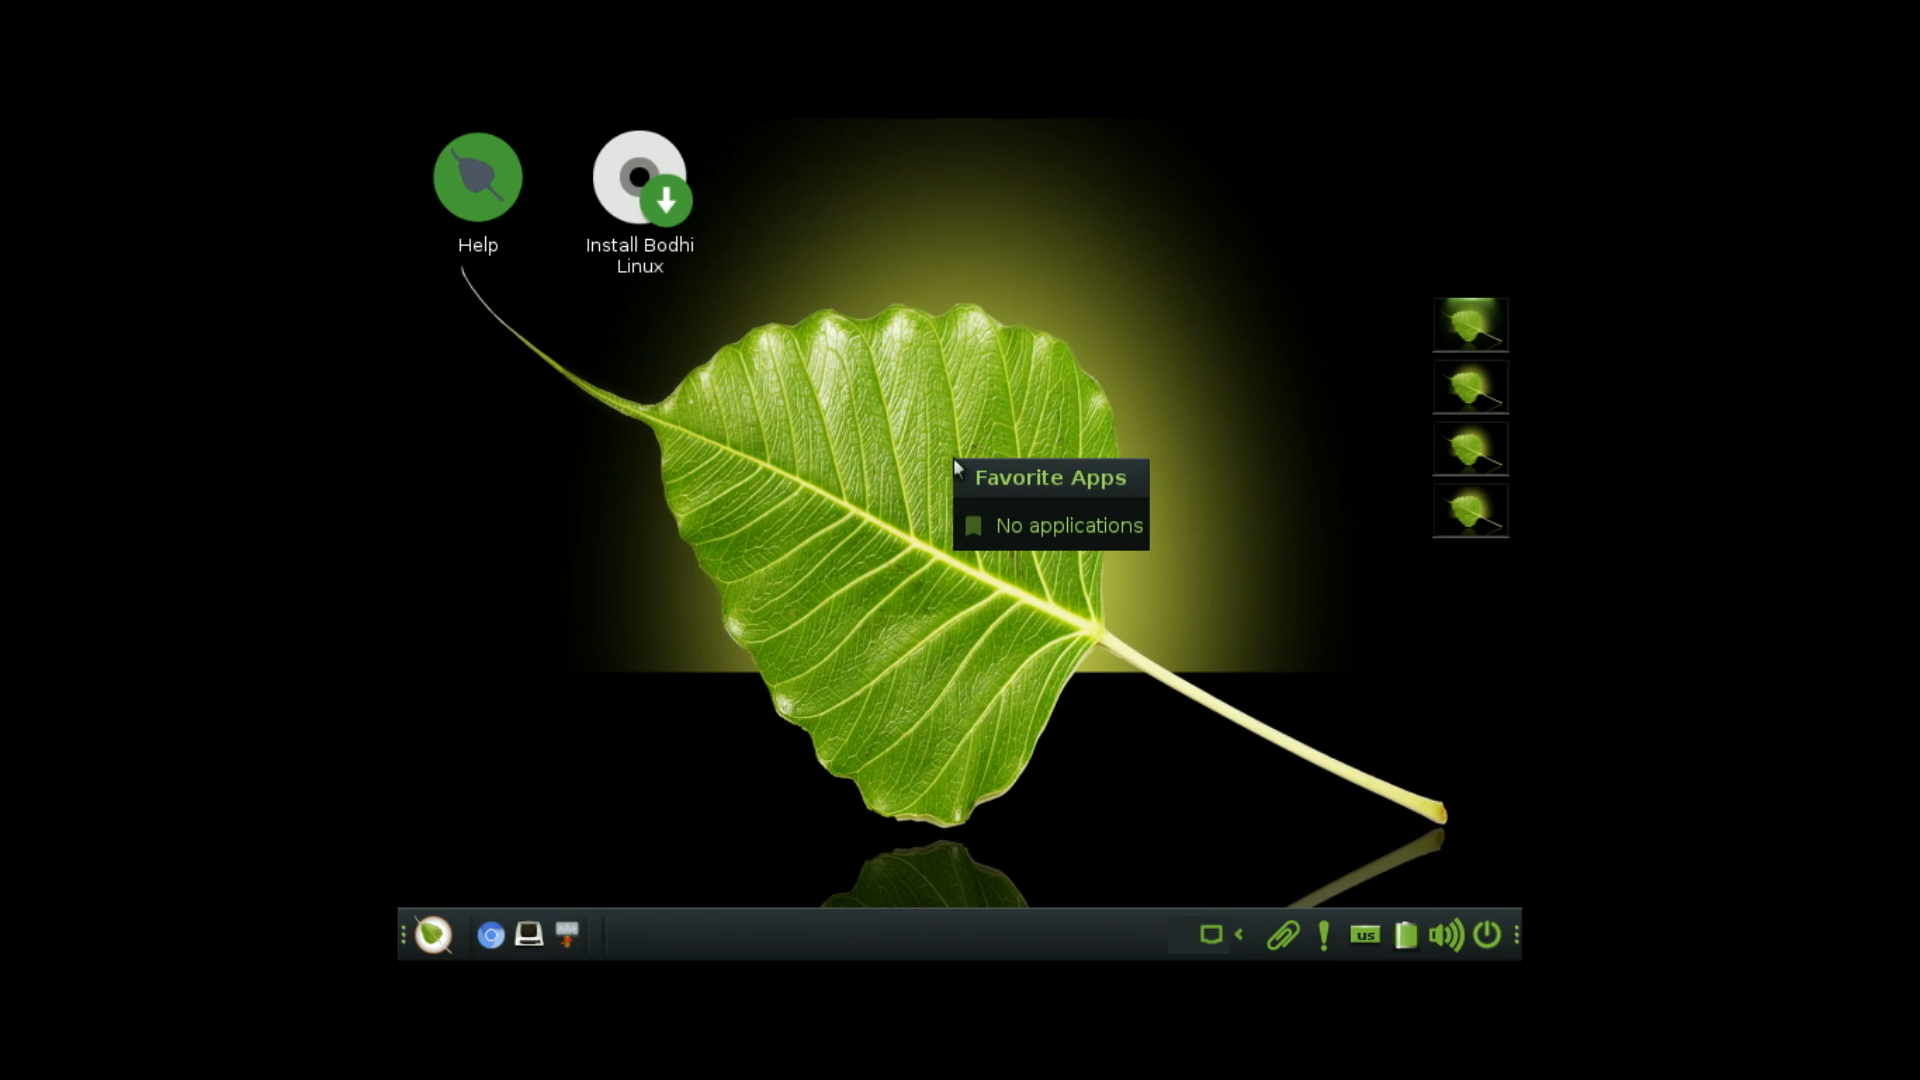 Help
Install Bodhi
Linux
Favorite Apps
No applications
us